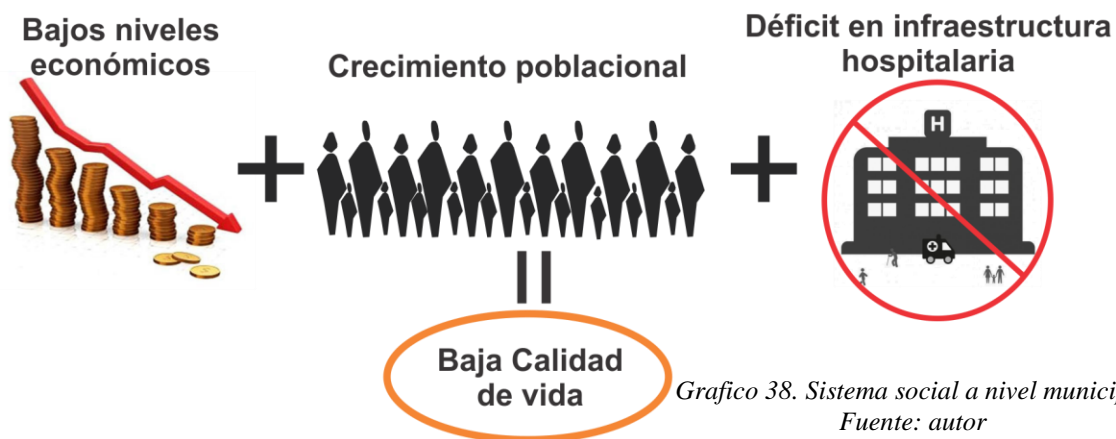 Bajos niveles
económicos
+
Crecimiento poblacional
+
Déficit en infraestructura
hospitalaria
H
=
Baja Calidad
de vida
Grafico 38. Sistema social a nivel munici
Fuente: autor